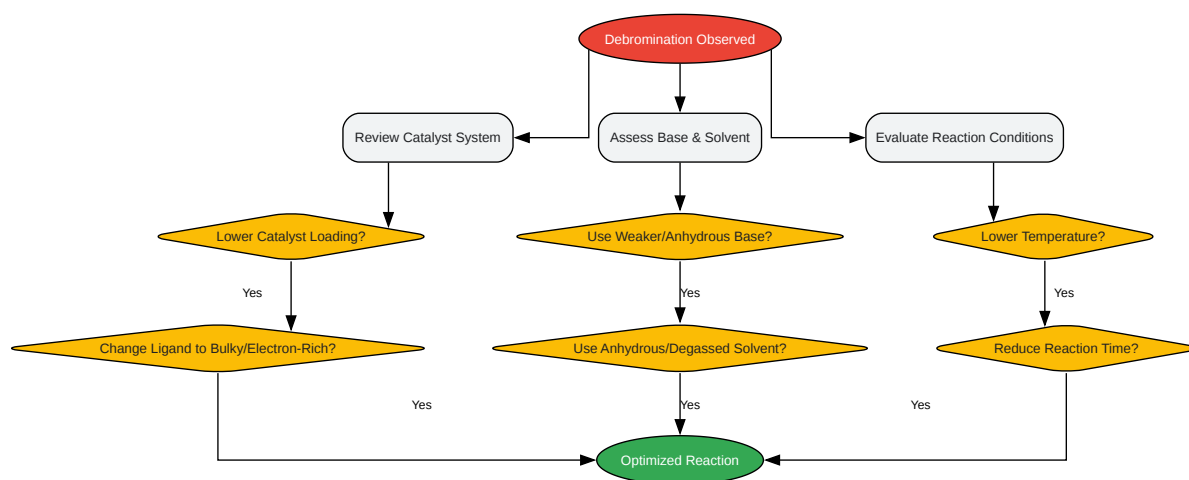 Debromination Observed
Review Catalyst System
Assess Base & Solvent
Evaluate Reaction Conditions
Lower Catalyst Loading?
Use Weaker/Anhydrous Base?
Lower Temperature?
Yes
Yes
Yes
Change Ligand to Bulky/Electron-Rich?
Use Anhydrous/Degassed Solvent?
Reduce Reaction Time?
Yes
Yes
Yes
Optimized Reaction